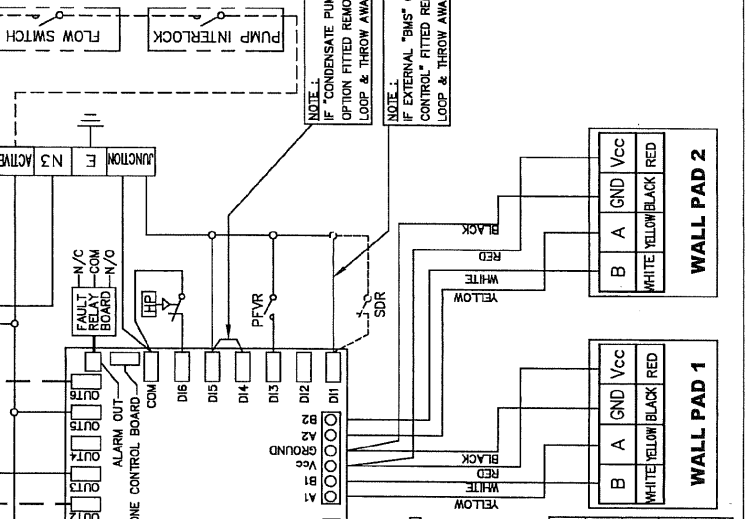 FLOW SWITCH
PUMP INTERLOCK
NOTE :
IF "CONDENSATE PUM
OPTION FITTED REMO
LOOP & THROW AWA
NOTE :
IF EXTERNAL "BMS"
CONTROL" FITTED RE
LOOP & THROW AWA
ACTIVE
N3
E
JUNCTION
N/C
COM
N/O
FAULT
RELAY
BOARD
HP
PFVR
SDR
COM
DI6
DI5
DI4
DI3
DI2
DI1
OUT6
OUT5
OUT4
OUT3
OUT2
ALARM OUT
ONE CONTROL BOARD
B2
A2
GROUND
Vcc
B1
A1
BLACK
RED
WHITE
YELLOW
BLACK
RED
WHITE
YELLOW
Vcc
RED
GND
BLACK
A
YELLOW
B
WHITE
WALL PAD 2
Vcc
RED
GND
BLACK
A
YELLOW
B
WHITE
WALL PAD 1